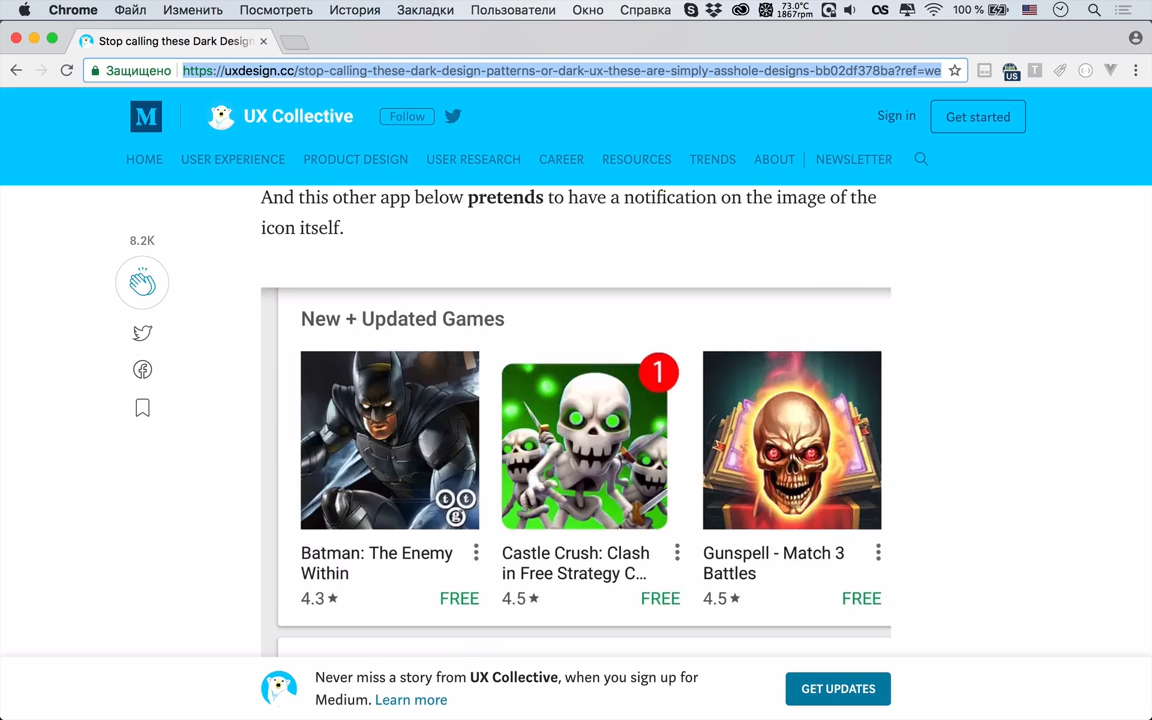 Chrome Файл Изменить Посмотреть История Закладки Пользователи Окно Справка 73.0°C 1867rpm 100 %
Stop calling these Dark Design
Защищено https://uxdesign.cc/stop-calling-these-dark-design-patterns-or-dark-ux-these-are-simply-asshole-designs-bb02df378ba?ref=we
US
M UX Collective Follow Sign in Get started
HOME USER EXPERIENCE PRODUCT DESIGN USER RESEARCH CAREER RESOURCES TRENDS ABOUT NEWSLETTER
And this other app below pretends to have a notification on the image of the
icon itself.
8.2K
New + Updated Games
1
ttg
Batman: The Enemy
Within
4.3★ FREE
Castle Crush: Clash
in Free Strategy C...
4.5★ FREE
Gunspell - Match 3
Battles
4.5★ FREE
Never miss a story from UX Collective, when you sign up for
Medium. Learn more
GET UPDATES